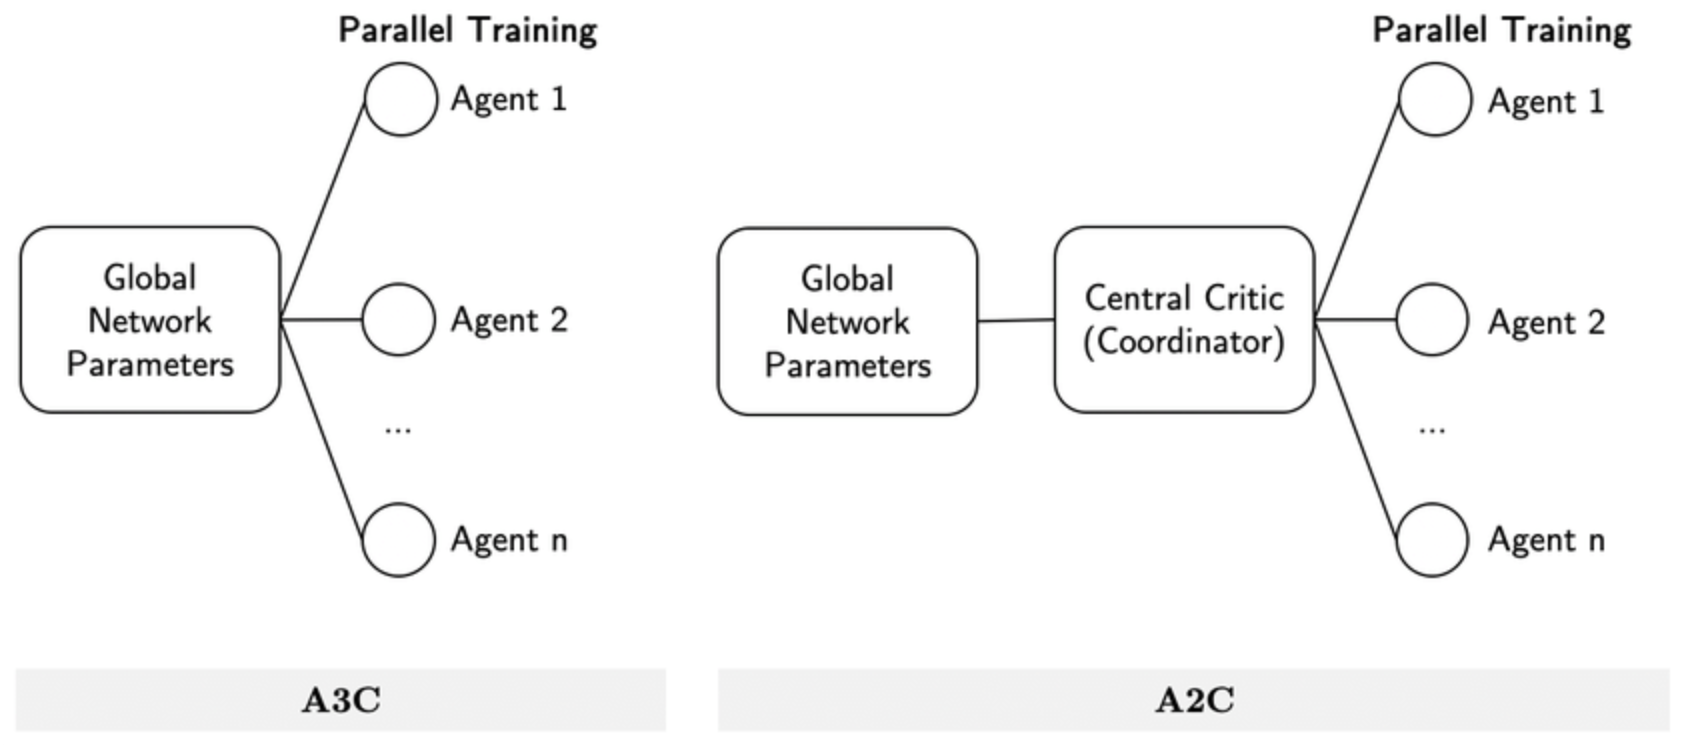 Parallel Training
Agent 1
Global
Network
Parameters
Agent 2
...
Agent n
A3C
Parallel Training
Agent 1
Global
Network
Parameters
Central Critic
(Coordinator)
Agent 2
...
Agent n
A2C